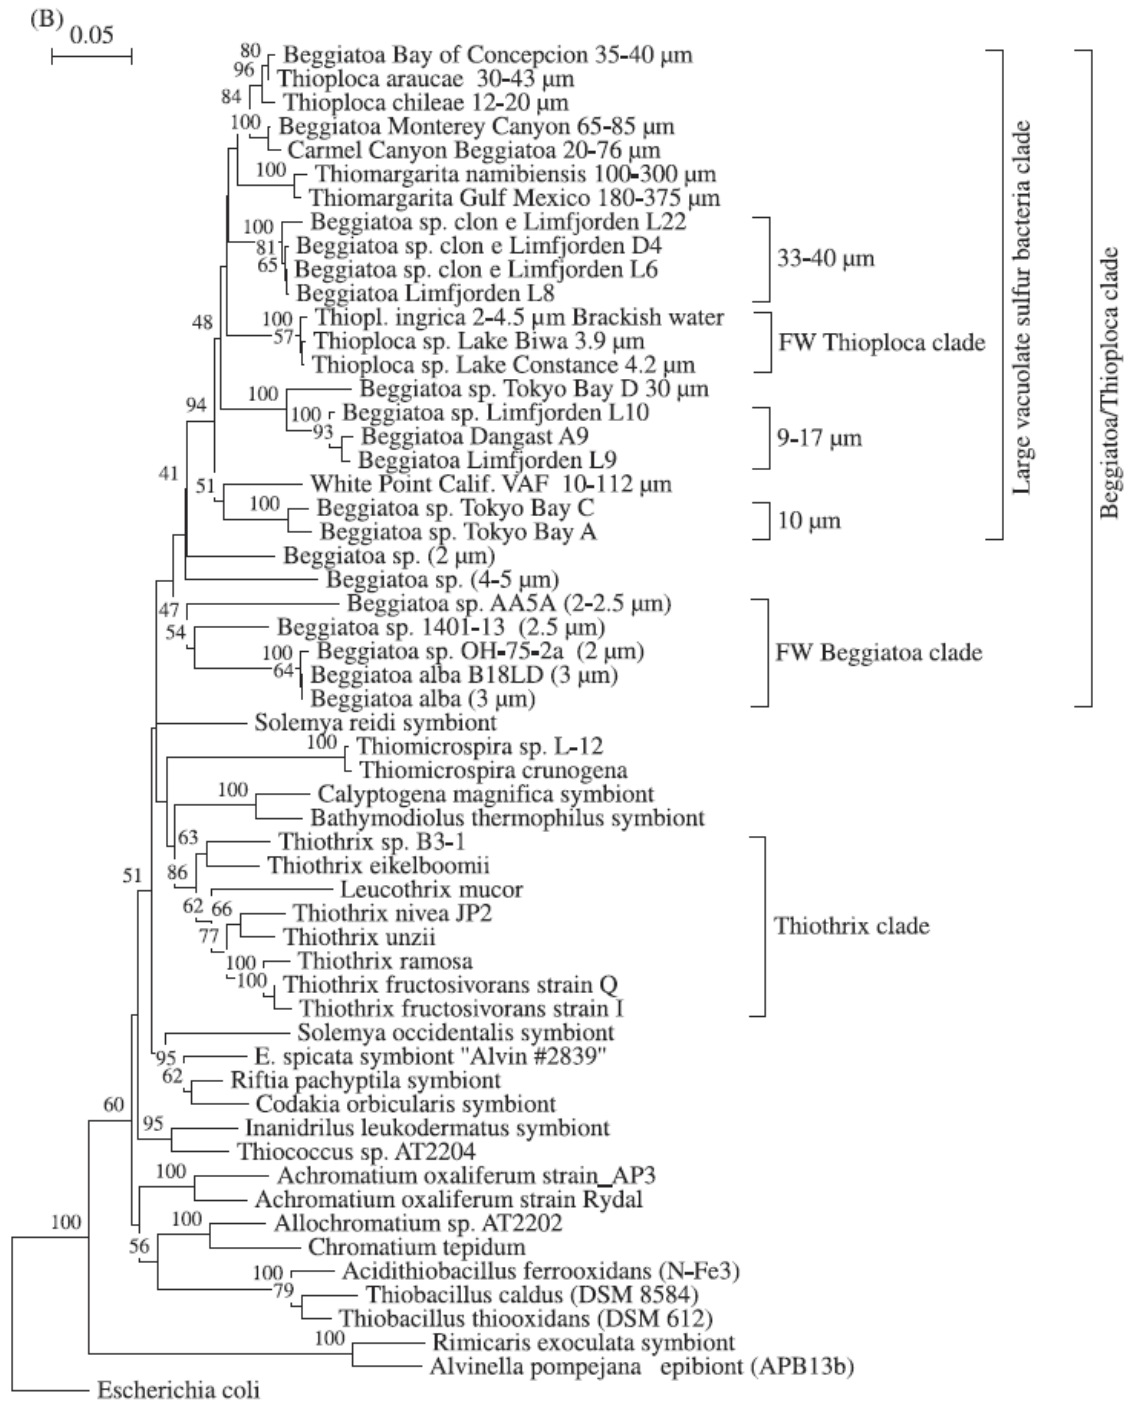 (B)
0.05
80
Beggiatoa Bay of Concepcion 35-40 µm
96
Thioploca araucae 30-43 µm
84
Thioploca chileae 12-20 µm
100
Beggiatoa Monterey Canyon 65-85 µm
Carmel Canyon Beggiatoa 20-76 µm
100
Thiomargarita namibiensis 100-300 µm
Thiomargarita Gulf Mexico 180-375 µm
100
Beggiatoa sp. clon e Limfjorden L22
81
Beggiatoa sp. clon e Limfjorden D4
65
Beggiatoa sp. clon e Limfjorden L6
Beggiatoa Limfjorden L8
33-40 µm
48
100
Thiopl. ingrica 2-4.5 µm Brackish water
57
Thioploca sp. Lake Biwa 3.9 µm
Thioploca sp. Lake Constance 4.2 µm
FW Thioploca clade
94
100
Beggiatoa sp. Tokyo Bay D 30 µm
100
Beggiatoa sp. Limfjorden L10
93
Beggiatoa Dangast A9
Beggiatoa Limfjorden L9
9-17 µm
41
51
White Point Calif. VAF 10-112 µm
100
Beggiatoa sp. Tokyo Bay C
Beggiatoa sp. Tokyo Bay A
10 µm
Large vacuolate sulfur bacteria clade
Beggiatoa sp. (2 µm)
Beggiatoa sp. (4-5 µm)
47
Beggiatoa sp. AA5A (2-2.5 µm)
54
Beggiatoa sp. 1401-13 (2.5 µm)
100
Beggiatoa sp. OH-75-2a (2 µm)
64
Beggiatoa alba B18LD (3 µm)
Beggiatoa alba (3 µm)
FW Beggiatoa clade
Beggiatoa/Thioploca clade
Solemya reidi symbiont
100
Thiomicrospira sp. L-12
Thiomicrospira crunogena
100
Calyptogena magnifica symbiont
Bathymodiolus thermophilus symbiont
51
63
Thiothrix sp. B3-1
86
Thiothrix eikelboomii
Leucothrix mucor
62
66
Thiothrix nivea JP2
77
Thiothrix unzii
100
Thiothrix ramosa
100
Thiothrix fructosivorans strain Q
Thiothrix fructosivorans strain I
Thiothrix clade
Solemya occidentalis symbiont
95
E. spicata symbiont "Alvin #2839"
62
Riftia pachyptila symbiont
Codakia orbicularis symbiont
60
95
Inanidrilus leukodermatus symbiont
Thiococcus sp. AT2204
100
Achromatium oxaliferum strain_AP3
Achromatium oxaliferum strain Rydal
100
100
Allochromatium sp. AT2202
56
Chromatium tepidum
100
Acidithiobacillus ferrooxidans (N-Fe3)
79
Thiobacillus caldus (DSM 8584)
Thiobacillus thiooxidans (DSM 612)
100
Rimicaris exoculata symbiont
Alvinella pompejana epibiont (APB13b)
Escherichia coli